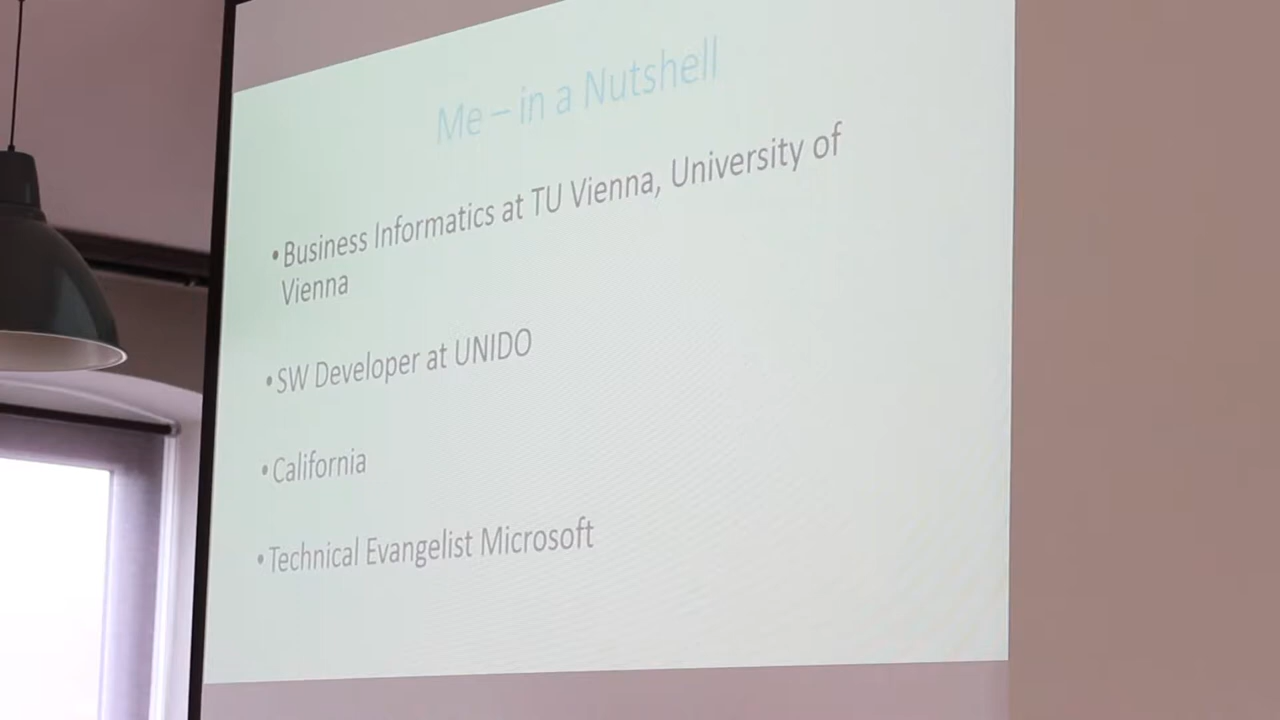 Me – in a Nutshell
• Business Informatics at TU Vienna, University of
Vienna
• SW Developer at UNIDO
• California
• Technical Evangelist Microsoft